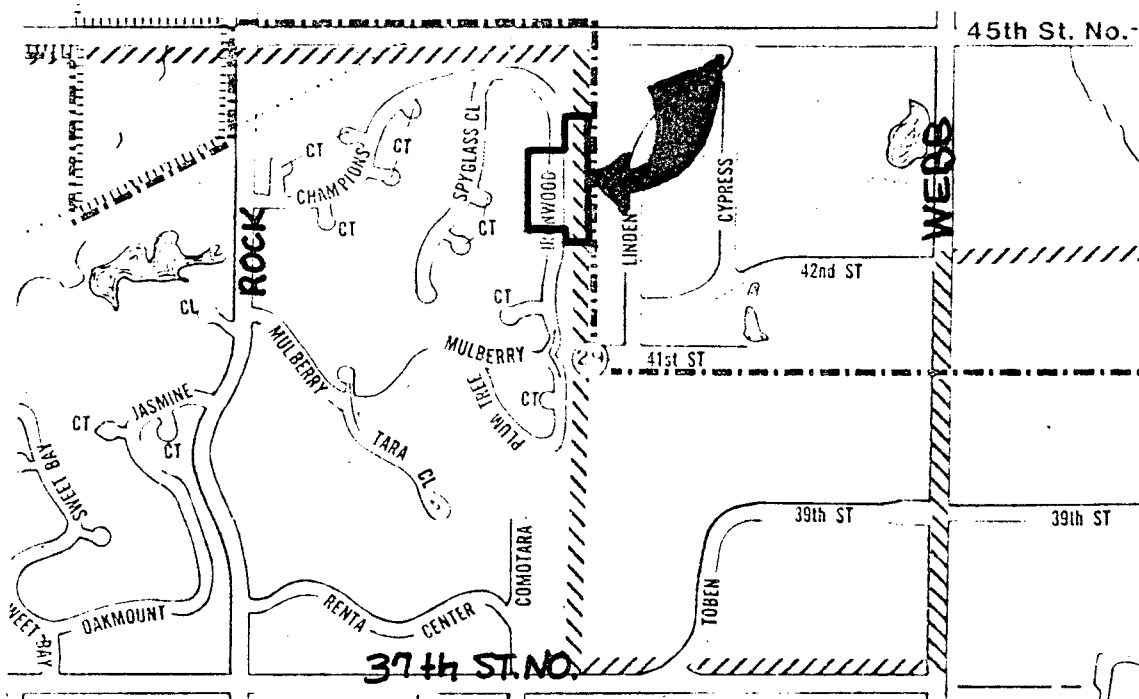 45th St. No.
CT
CHAMPIONS
CT
CT
SPYGLASS CL
CT
IRONWOOD
LINDEN
CYPRESS
WEBB
ROCK
42nd ST
CL
CT
MULBERRY
MULBERRY
41st ST
PLUM TREE
CT
JASMINE
CT
CT
TARA CL
SWEET BAY
39th ST
39th ST
COMOTARA
TOBEN
OAKMOUNT
RENTA CENTER
37th ST. NO.